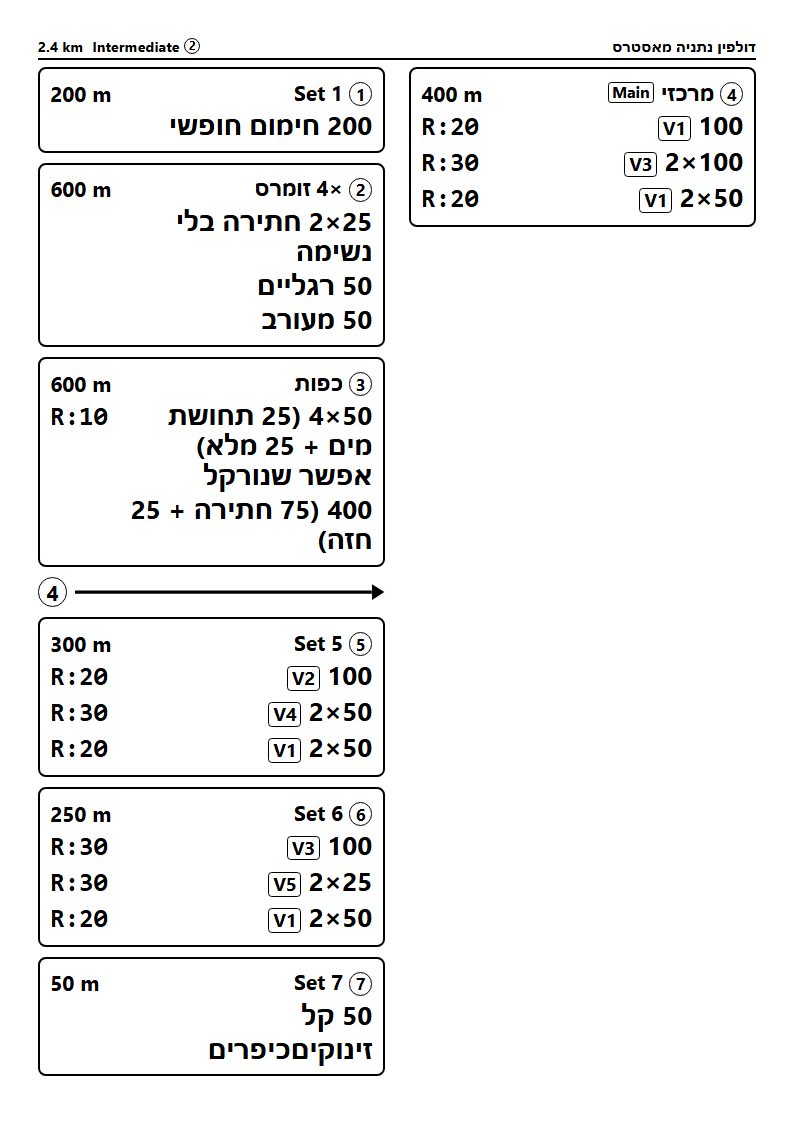 דולפין נתניה מאסטרס
2.4 km Intermediate ②
① Set 1 200 m
200 חימום חופשי
② 4× זומרס 600 m
2×25 חתירה בלי
נשימה
50 רגליים
50 מעורב
③ כפות 600 m
4×50 (25 תחושת R:10
מים + 25 מלא)
אפשר שנורקל
400 (75 חתירה + 25
חזה)
④
⑤ Set 5 300 m
100 V2 R:20
2×50 V4 R:30
2×50 V1 R:20
⑥ Set 6 250 m
100 V3 R:30
2×25 V5 R:30
2×50 V1 R:20
⑦ Set 7 50 m
50 קל
זינוקיםכיפרים
④ מרכזי Main 400 m
100 V1 R:20
2×100 V3 R:30
2×50 V1 R:20